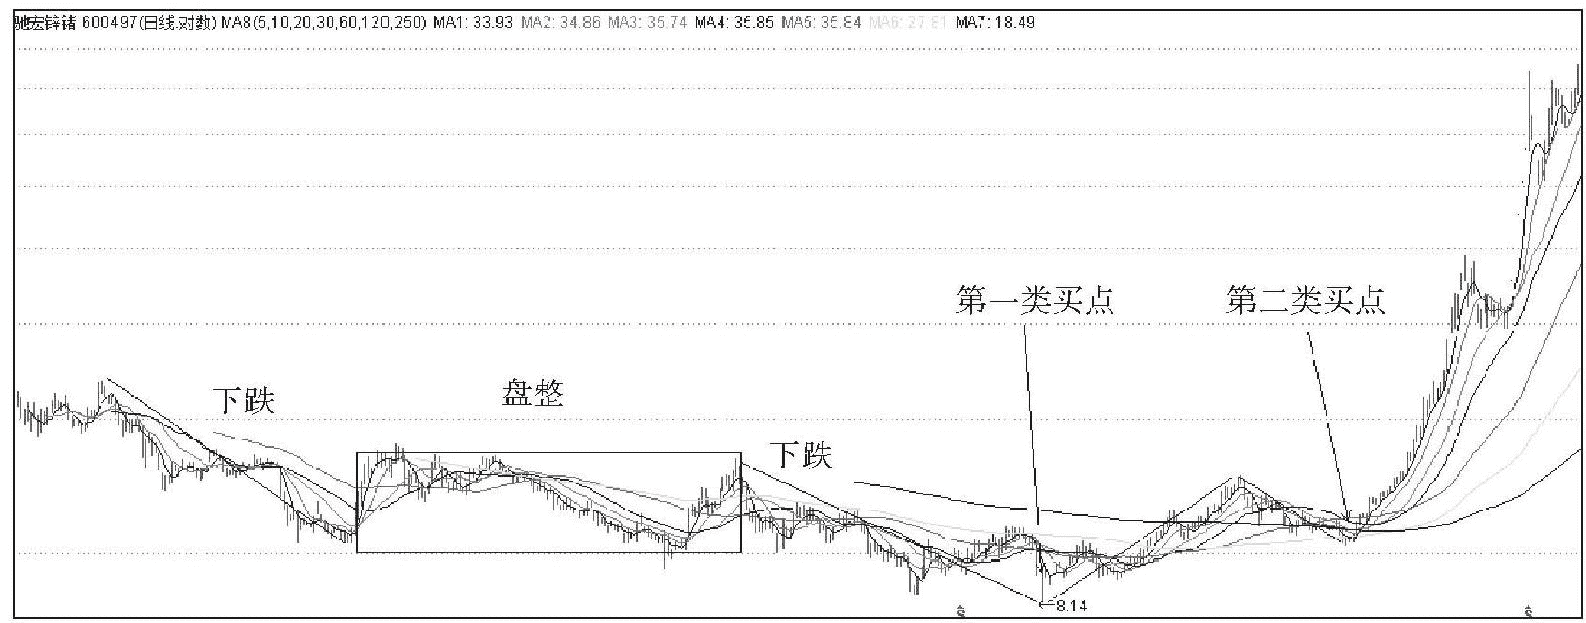 驰宏锌锗 600497(日线.对数) MA8(5,10,20,30,60,120,250) MA1: 33.93 MA2: 34.86 MA3: 35.74 MA4: 36.85 MA5: 35.84 MA6: 27.81 MA7: 18.49
第一类买点 第二类买点
下跌 盘整
下跌
←8.14
S S